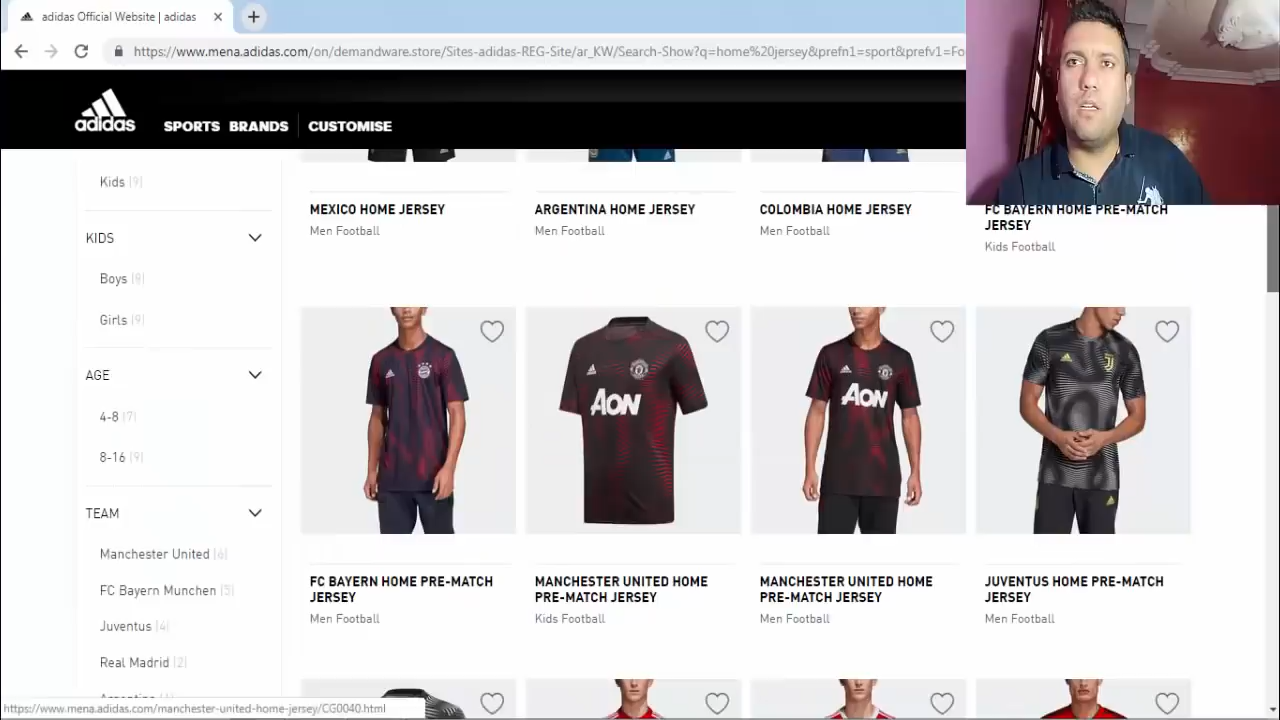 adidas Official Website | adidas
https://www.mena.adidas.com/on/demandware.store/Sites-adidas-REG-Site/ar_KW/Search-Show?q=home%20jersey&prefn1=sport&prefv1=Fo
adidas
SPORTS BRANDS CUSTOMISE
Kids (9)
KIDS
Boys (9)
Girls (9)
AGE
4-8 (7)
8-16 (9)
TEAM
Manchester United (6)
FC Bayern Munchen (5)
Juventus (4)
Real Madrid (2)
MEXICO HOME JERSEY
Men Football
ARGENTINA HOME JERSEY
Men Football
COLOMBIA HOME JERSEY
Men Football
FC BAYERN HOME PRE-MATCH
JERSEY
Kids Football
AON
AON
FC BAYERN HOME PRE-MATCH
JERSEY
Men Football
MANCHESTER UNITED HOME
PRE-MATCH JERSEY
Kids Football
MANCHESTER UNITED HOME
PRE-MATCH JERSEY
Men Football
JUVENTUS HOME PRE-MATCH
JERSEY
Men Football
https://www.mena.adidas.com/manchester-united-home-jersey/CG0040.html